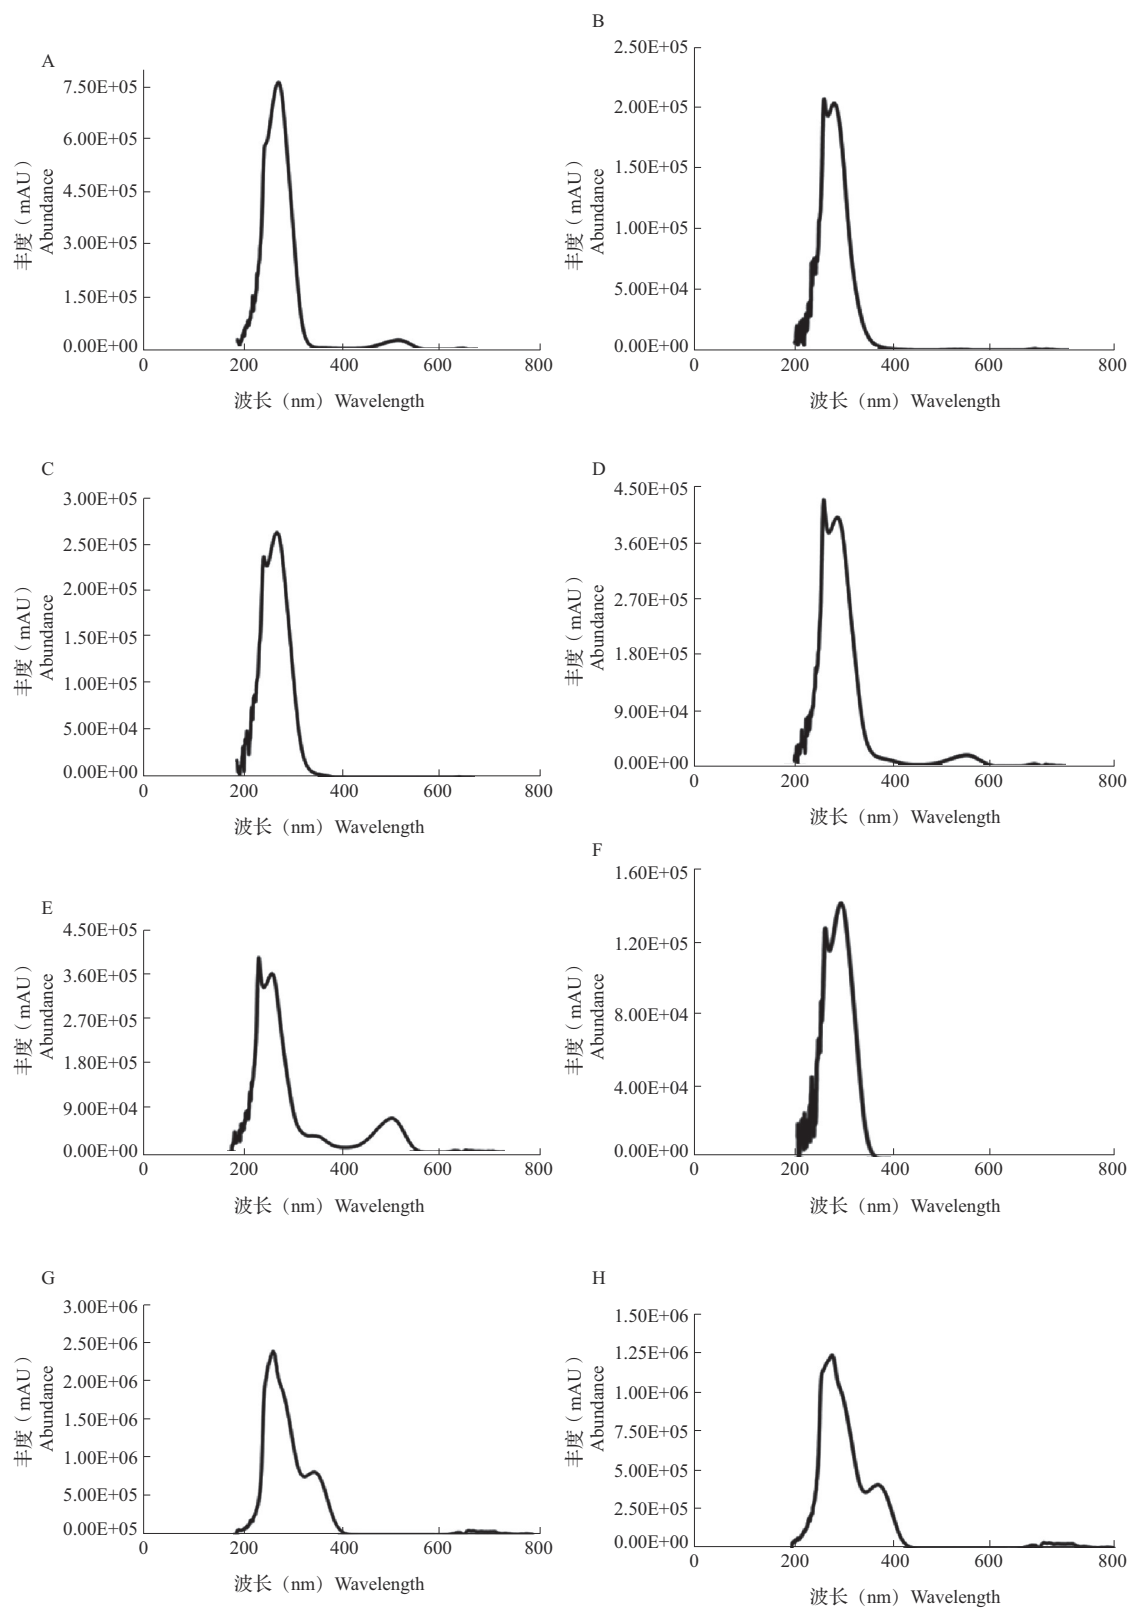 A
7.50E+05
6.00E+05
4.50E+05
3.00E+05
1.50E+05
0.00E+00
丰度（mAU）
Abundance
0 200 400 600 800
波长（nm）Wavelength
B
2.50E+05
2.00E+05
1.50E+05
1.00E+05
5.00E+04
0.00E+00
丰度（mAU）
Abundance
0 200 400 600 800
波长（nm）Wavelength
C
3.00E+05
2.50E+05
2.00E+05
1.50E+05
1.00E+05
5.00E+04
0.00E+00
丰度（mAU）
Abundance
0 200 400 600 800
波长（nm）Wavelength
D
4.50E+05
3.60E+05
2.70E+05
1.80E+05
9.00E+04
0.00E+00
丰度（mAU）
Abundance
0 200 400 600 800
波长（nm）Wavelength
E
4.50E+05
3.60E+05
2.70E+05
1.80E+05
9.00E+04
0.00E+00
丰度（mAU）
Abundance
0 200 400 600 800
波长（nm）Wavelength
F
1.60E+05
1.20E+05
8.00E+04
4.00E+04
0.00E+00
丰度（mAU）
Abundance
0 200 400 600 800
波长（nm）Wavelength
G
3.00E+06
2.50E+06
2.00E+06
1.50E+06
1.00E+06
5.00E+05
0.00E+05
丰度（mAU）
Abundance
0 200 400 600 800
波长（nm）Wavelength
H
1.50E+06
1.25E+06
1.00E+06
7.50E+05
5.00E+05
2.50E+05
0.00E+00
丰度（mAU）
Abundance
0 200 400 600 800
波长（nm）Wavelength